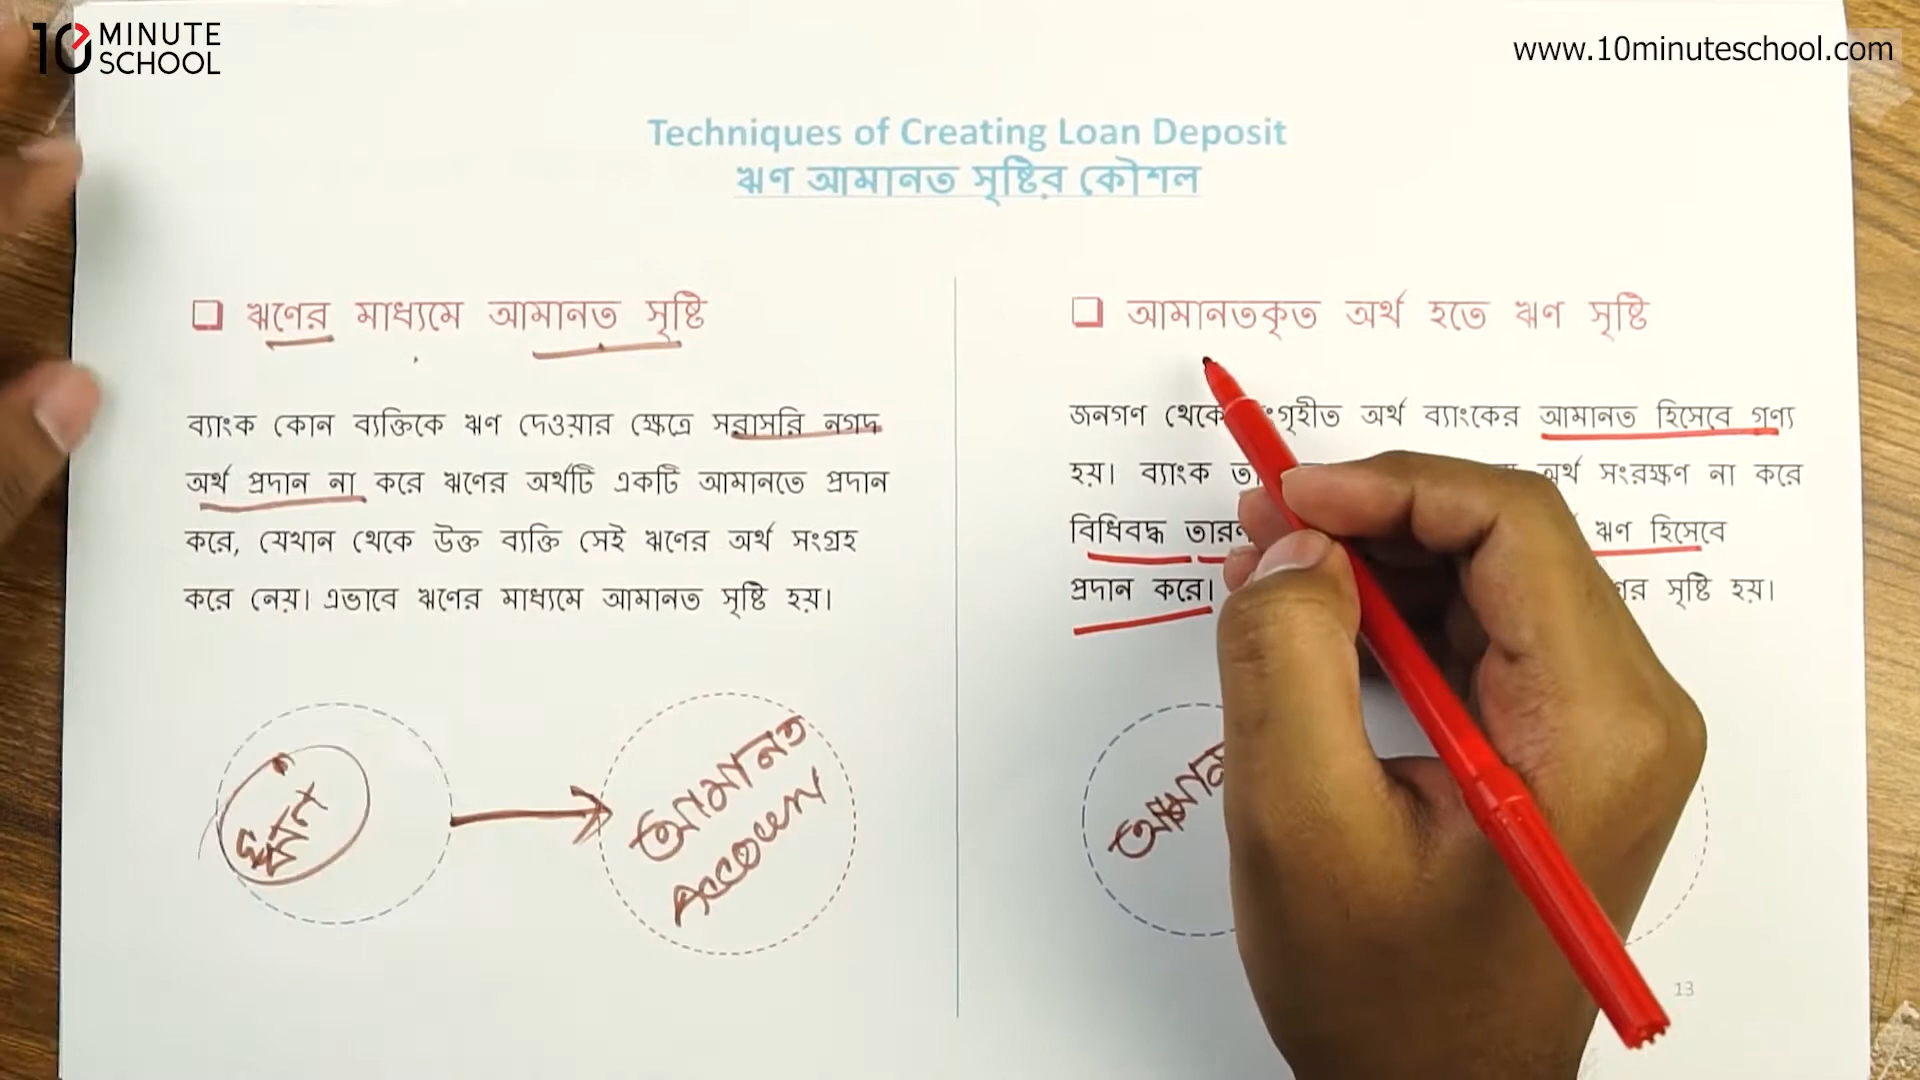 10 MINUTE SCHOOL
www.10minuteschool.com
Techniques of Creating Loan Deposit
ঋণ আমানত সৃষ্টির কৌশল
ঋণের মাধ্যমে আমানত সৃষ্টি
ব্যাংক কোন ব্যক্তিকে ঋণ দেওয়ার ক্ষেত্রে সরাসরি নগদ
অর্থ প্রদান না করে ঋণের অর্থটি একটি আমানতে প্রদান
করে, যেখান থেকে উক্ত ব্যক্তি সেই ঋণের অর্থ সংগ্রহ
করে নেয়। এভাবে ঋণের মাধ্যমে আমানত সৃষ্টি হয়।
ঋণ
আমানত
Account
আমানতকৃত অর্থ হতে ঋণ সৃষ্টি
জনগণ থেকে অর্থ ব্যাংকের আমানত হিসেবে গণ্য
হয়। ব্যাংক অর্থ সংরক্ষণ না করে
বিধিবদ্ধ ঋণ হিসেবে
প্রদান করে। সৃষ্টি হয়।
13